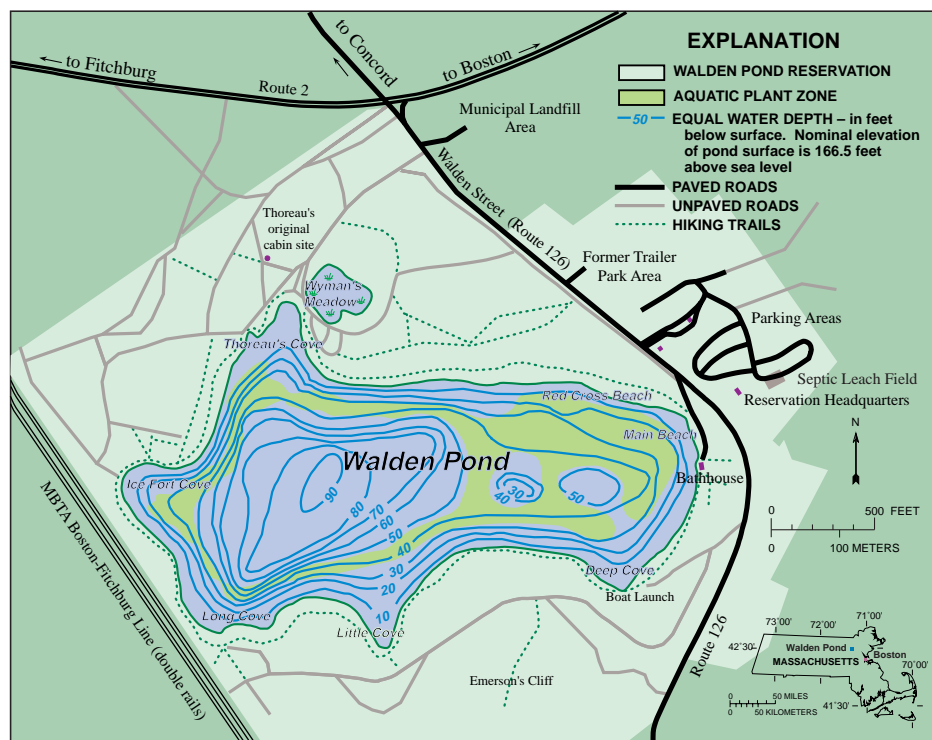 to Fitchburg
Route 2
to Concord
to Boston
Municipal Landfill
Area
Walden Street (Route 126)
EXPLANATION
WALDEN POND RESERVATION
AQUATIC PLANT ZONE
50
EQUAL WATER DEPTH – in feet
below surface. Nominal elevation
of pond surface is 166.5 feet
above sea level
PAVED ROADS
UNPAVED ROADS
HIKING TRAILS
Thoreau's
original
cabin site
Former Trailer
Park Area
Wyman's
Meadow
Parking Areas
Thoreau's Cove
Septic Leach Field
Reservation Headquarters
Red Cross Beach
Main Beach
Walden Pond
Bathhouse
Ice Fort Cove
90
80
70
60
50
40
30
20
10
30
40
50
N
0 500 FEET
0 100 METERS
Deep Cove
Boat Launch
Long Cove
Little Cove
Emerson's Cliff
Route 126
MBTA Boston-Fitchburg Line (double rails)
73°00'
72°00'
71°00'
42°30'
Walden Pond
Boston
MASSACHUSETTS
70°00'
0 50 MILES
0 50 KILOMETERS
41°30'